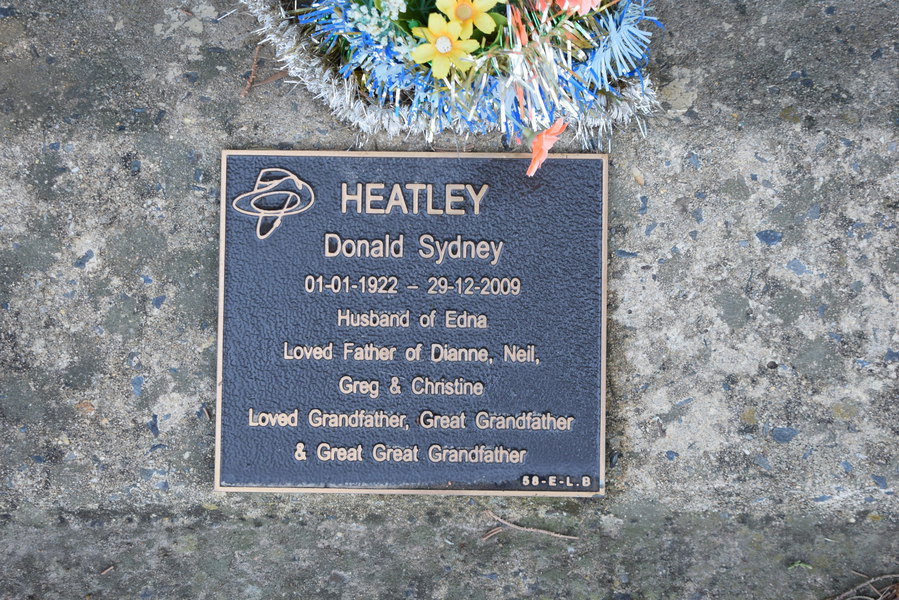 HEATLEY
Donald Sydney
01-01-1922 – 29-12-2009
Husband of Edna
Loved Father of Dianne, Neil,
Greg & Christine
Loved Grandfather, Great Grandfather
& Great Great Grandfather
58-E-L.B